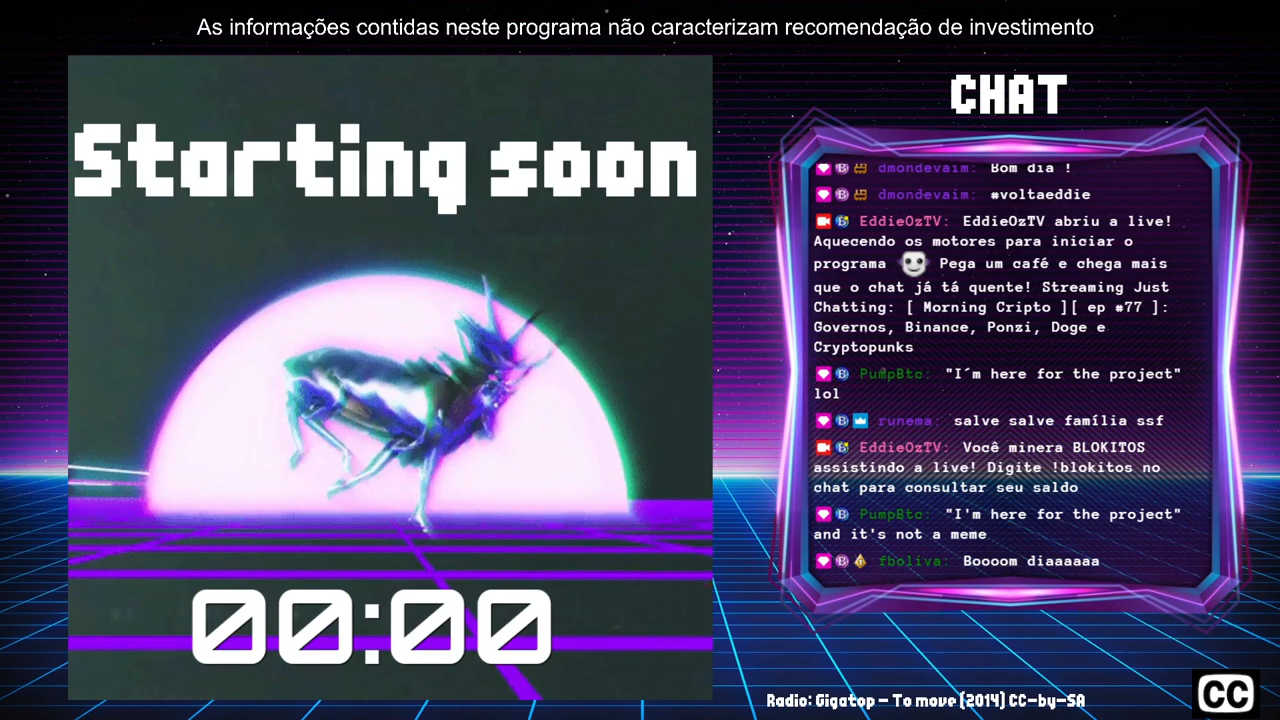 As informações contidas neste programa não caracterizam recomendação de investimento
Starting soon
00:00
CHAT
dmondevaim: Bom dia !
dmondevaim: #voltaeddie
EddieOzTV: EddieOzTV abriu a live!
Aquecendo os motores para iniciar o
programa Pega um café e chega mais
que o chat já tá quente! Streaming Just
Chatting: [ Morning Cripto ][ ep #77 ]:
Governos, Binance, Ponzi, Doge e
Cryptopunks
PumpBtc: "I´m here for the project"
lol
runema: salve salve família ssf
EddieOzTV: Você minera BLOKITOS
assistindo a live! Digite !blokitos no
chat para consultar seu saldo
PumpBtc: "I'm here for the project"
and it's not a meme
fboliva: Boooom diaaaaaa
Radio: Gigatop - To move (2014) CC-by-SA
CC